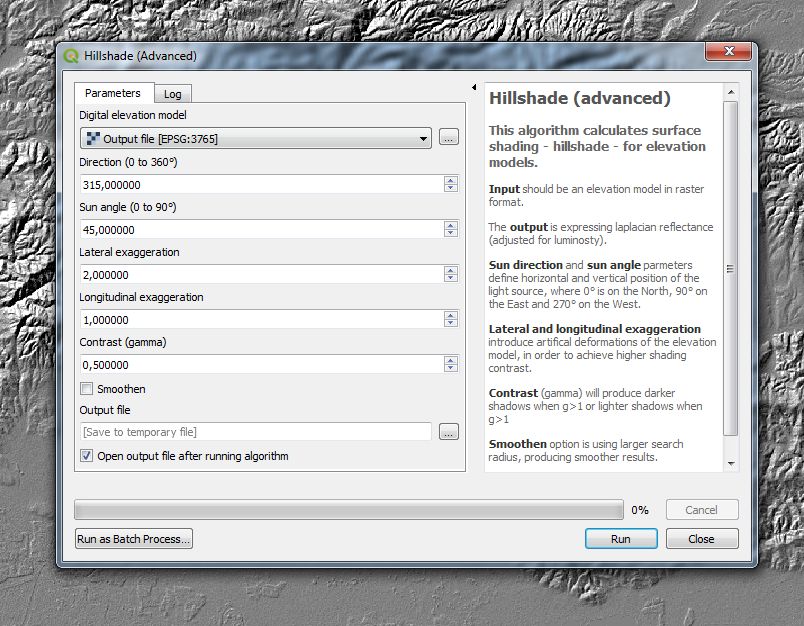 Hillshade (Advanced)
X
Parameters
Log
Digital elevation model
Output file [EPSG:3765]
...
Direction (0 to 360°)
315,000000
Sun angle (0 to 90°)
45,000000
Lateral exaggeration
2,000000
Longitudinal exaggeration
1,000000
Contrast (gamma)
0,500000
Smoothen
Output file
[Save to temporary file]
...
Open output file after running algorithm
Hillshade (advanced)
This algorithm calculates surface
shading - hillshade - for elevation
models.
Input should be an elevation model in raster
format.
The output is expressing laplacian reflectance
(adjusted for luminosty).
Sun direction and sun angle parmeters
define horizontal and vertical position of the
light source, where 0° is on the North, 90° on
the East and 270° on the West.
Lateral and longitudinal exaggeration
introduce artifical deformations of the elevation
model, in order to achieve higher shading
contrast.
Contrast (gamma) will produce darker
shadows when g>1 or lighter shadows when
g>1
Smoothen option is using larger search
radius, producing smoother results.
0%
Cancel
Run as Batch Process...
Run
Close